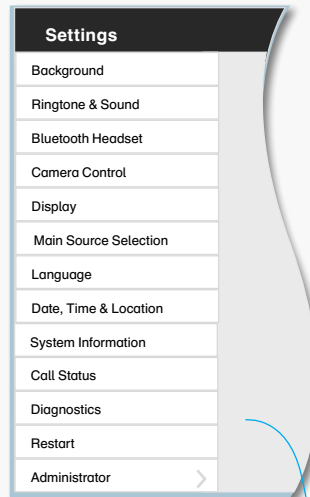 Settings
Background
Ringtone & Sound
Bluetooth Headset
Camera Control
Display
Main Source Selection
Language
Date, Time & Location
System Information
Call Status
Diagnostics
Restart
Administrator